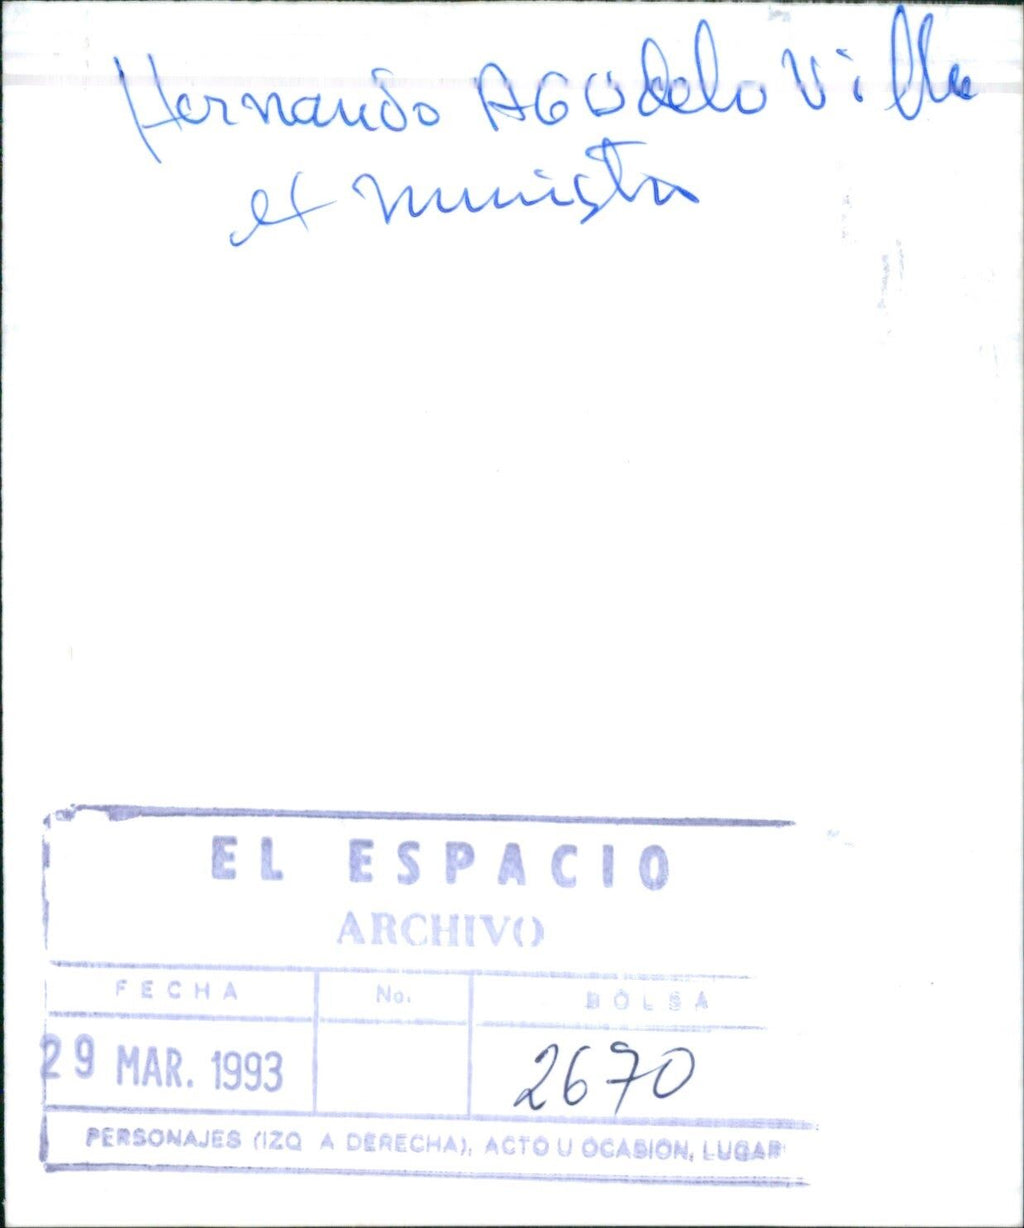 Hernando Agudelo Villa
ex ministro
EL ESPACIO
ARCHIVO
FECHA No. BOLSA
29 MAR. 1993 2670
PERSONAJES (IZQ A DERECHA), ACTO U OCASION, LUGAR